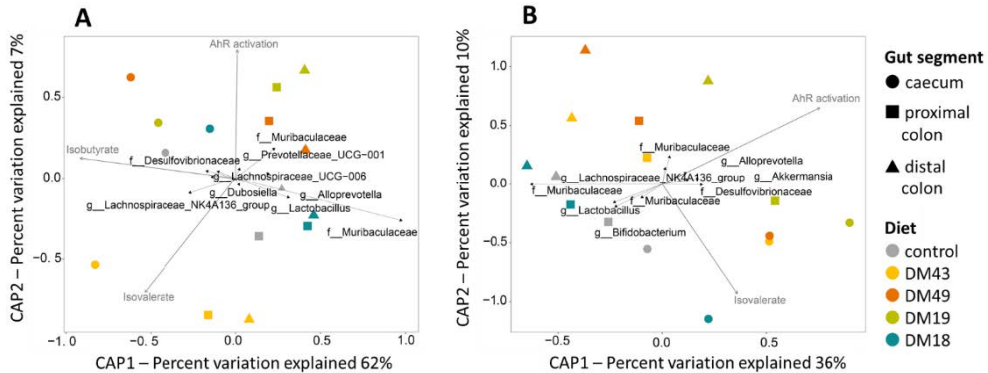 A
CAP2 – Percent variation explained 7%
0.5
0.0
−0.5
−1.0
−0.5
0.0
0.5
1.0
CAP1 – Percent variation explained 62%
AhR activation
Isobutyrate
Isovalerate
f__Muribaculaceae
g__Prevotellaceae_UCG-001
f__Desulfovibrionaceae
g__Lachnospiraceae_UCG-006
g__Dubosiella
g__Alloprevotella
g__Lachnospiraceae_NK4A136_group
g__Lactobacillus
f__Muribaculaceae
B
CAP2 – Percent variation explained 10%
1.0
0.5
0.0
−0.5
−1.0
−0.5
0.0
0.5
CAP1 – Percent variation explained 36%
AhR activation
f__Muribaculaceae
g__Alloprevotella
g__Lachnospiraceae_NK4A136_group
g__Akkermansia
f__Muribaculaceae
f__Desulfovibrionaceae
f__Muribaculaceae
g__Lactobacillus
g__Bifidobacterium
Isovalerate
Gut segment
caecum
proximal
colon
distal
colon
Diet
control
DM43
DM49
DM19
DM18